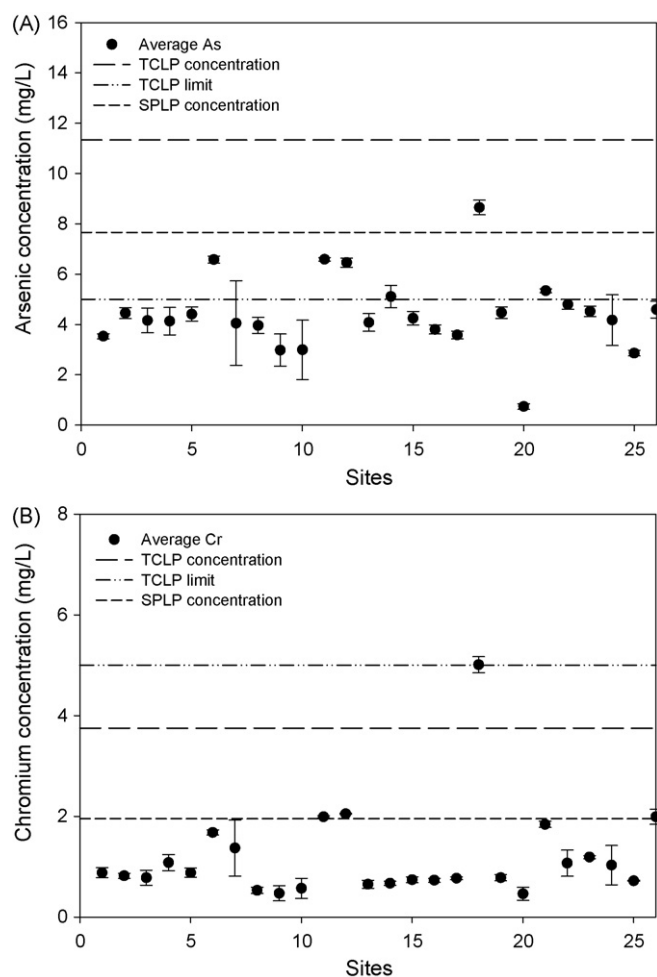 (A)
16
14
12
10
8
6
4
2
0
Arsenic concentration (mg/L)
Average As
TCLP concentration
TCLP limit
SPLP concentration
0 5 10 15 20 25
Sites
(B)
8
6
4
2
0
Chromium concentration (mg/L)
Average Cr
TCLP concentration
TCLP limit
SPLP concentration
0 5 10 15 20 25
Sites